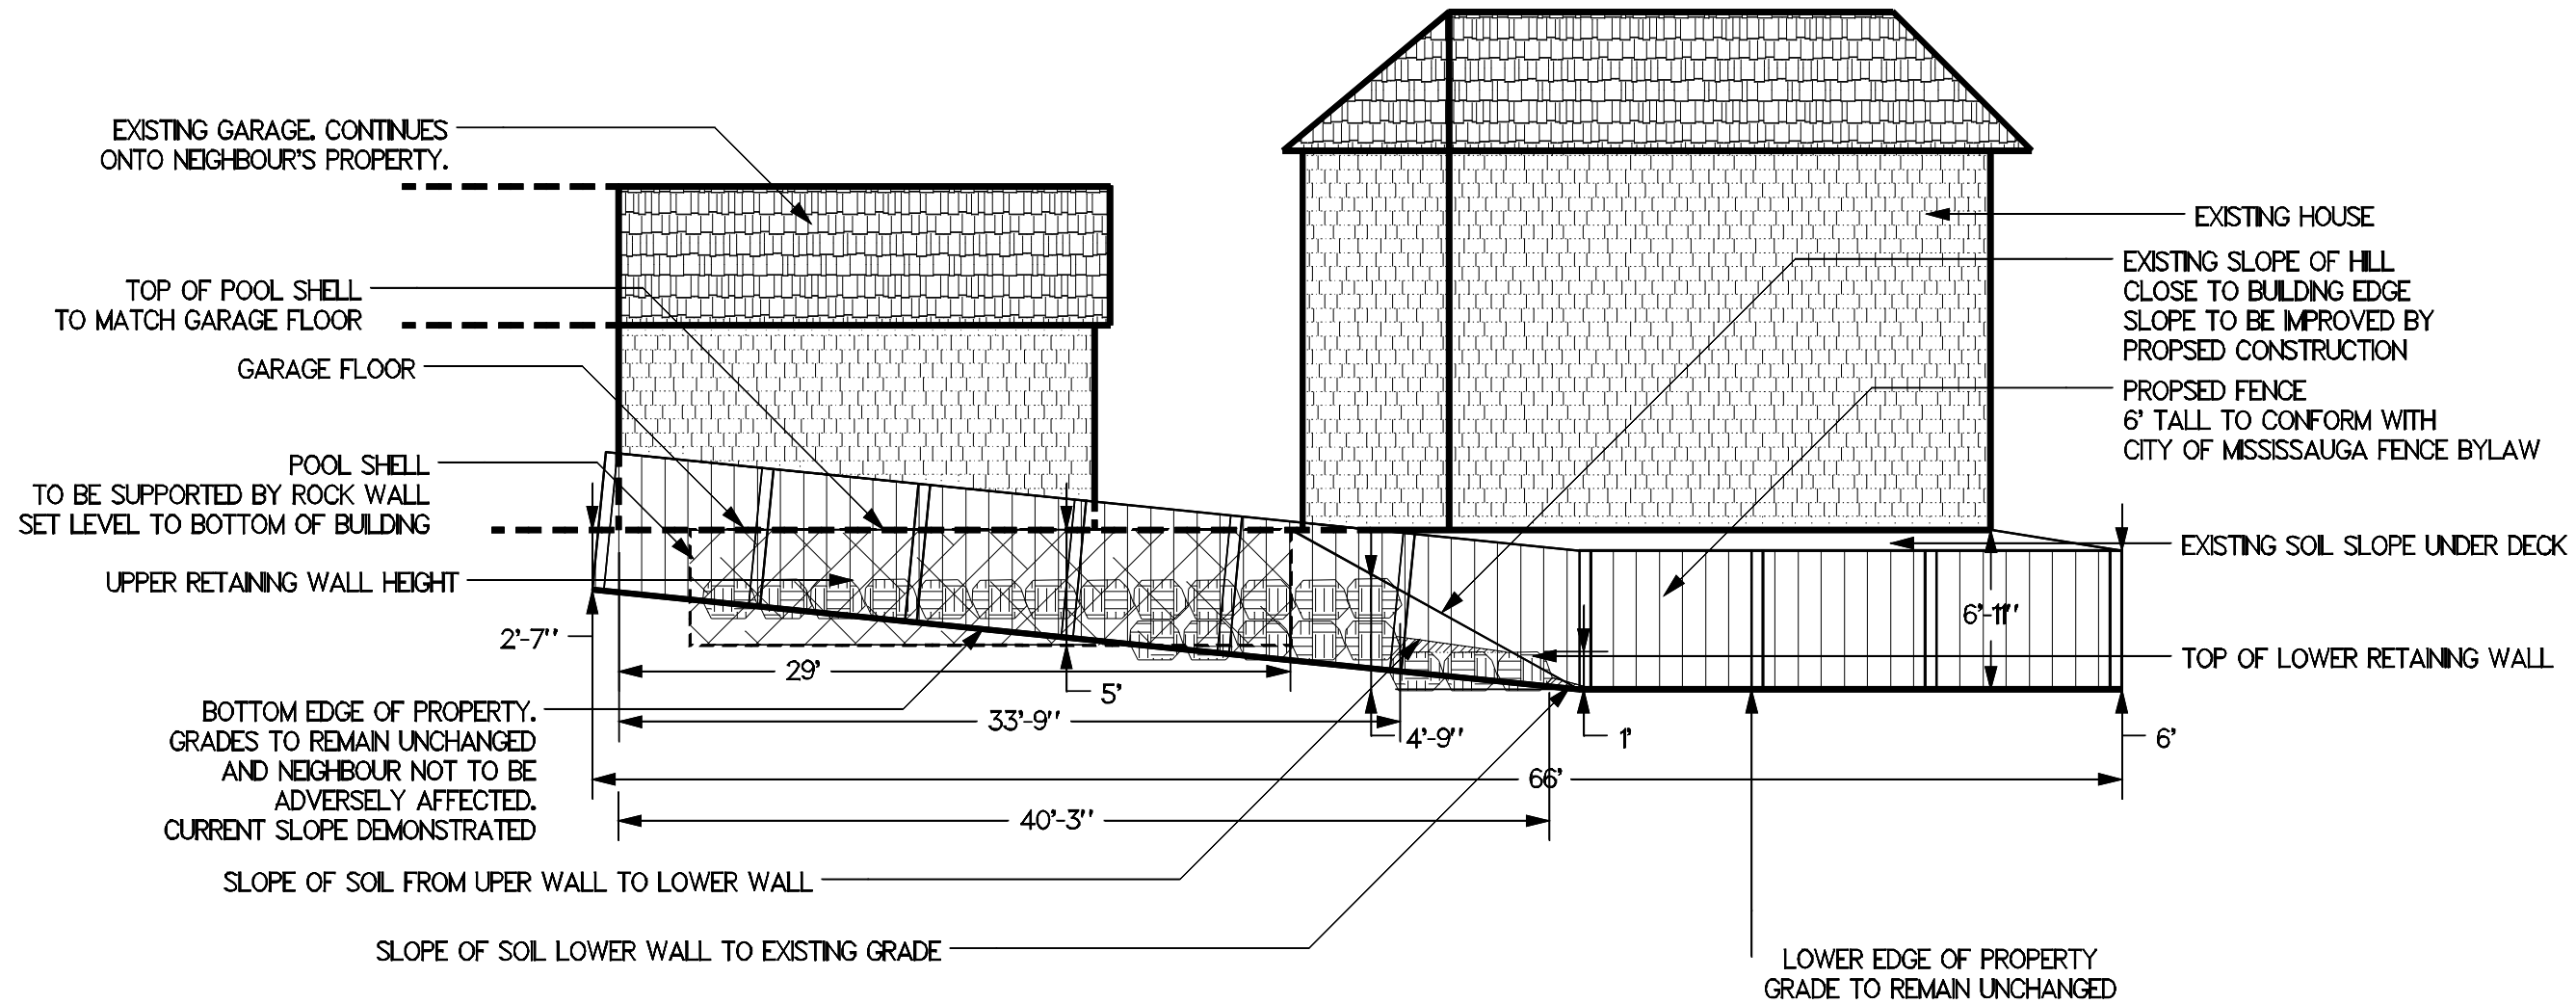 EXISTING GARAGE. CONTINUES
ONTO NEIGHBOUR'S PROPERTY.
TOP OF POOL SHELL
TO MATCH GARAGE FLOOR
GARAGE FLOOR
POOL SHELL
TO BE SUPPORTED BY ROCK WALL
SET LEVEL TO BOTTOM OF BUILDING
UPPER RETAINING WALL HEIGHT
2'-7"
BOTTOM EDGE OF PROPERTY.
GRADES TO REMAIN UNCHANGED
AND NEIGHBOUR NOT TO BE
ADVERSELY AFFECTED.
CURRENT SLOPE DEMONSTRATED
SLOPE OF SOIL FROM UPER WALL TO LOWER WALL
SLOPE OF SOIL LOWER WALL TO EXISTING GRADE
29'
5'
33'-9"
4'-9"
1'
66'
40'-3"
6'-11"
6'
EXISTING HOUSE
EXISTING SLOPE OF HILL
CLOSE TO BUILDING EDGE
SLOPE TO BE IMPROVED BY
PROPSED CONSTRUCTION
PROPSED FENCE
6' TALL TO CONFORM WITH
CITY OF MISSISSAUGA FENCE BYLAW
EXISTING SOIL SLOPE UNDER DECK
TOP OF LOWER RETAINING WALL
LOWER EDGE OF PROPERTY
GRADE TO REMAIN UNCHANGED